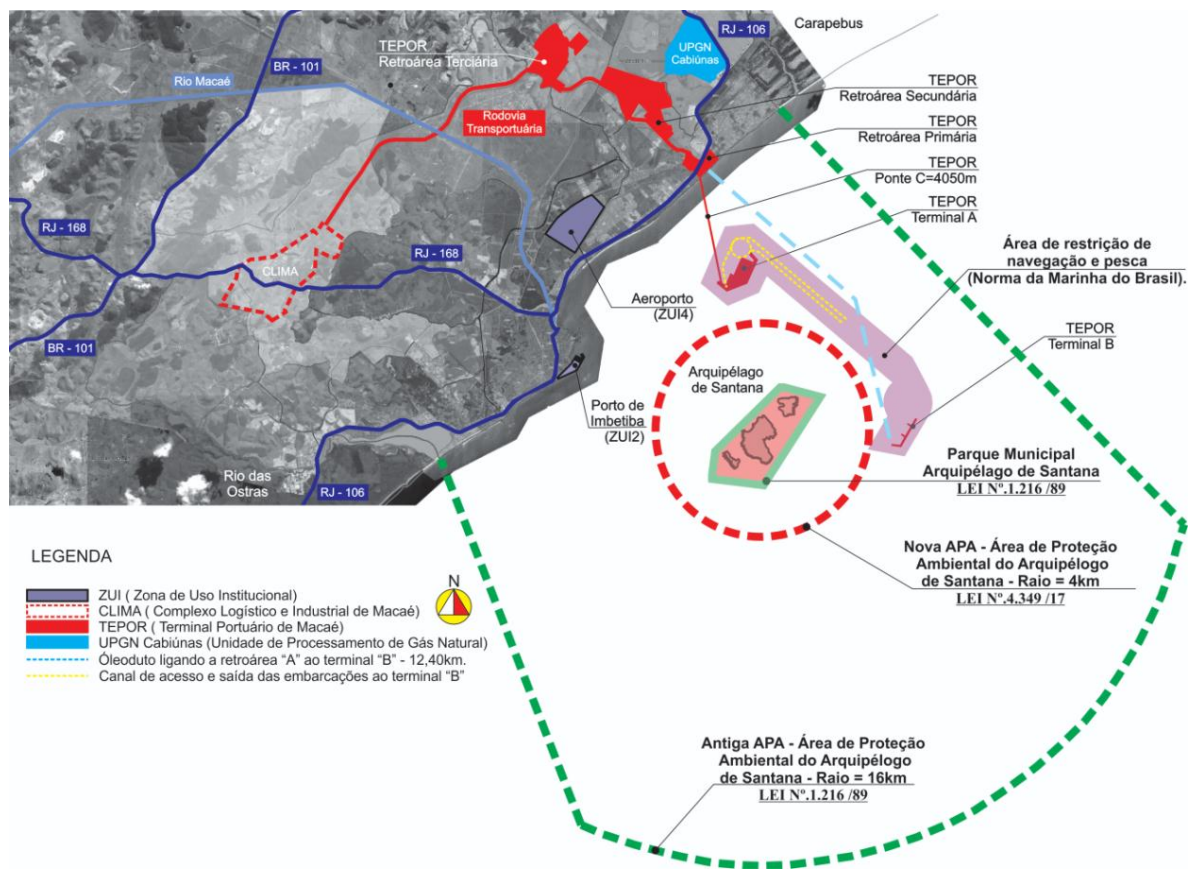 Carapebus
RJ - 106
TEPOR
Retroárea Terciária
UPGN
Cabiúnas
BR - 101
Rio Macaé
TEPOR
Retroárea Secundária
Rodovia
Transportuária
TEPOR
Retroárea Primária
TEPOR
Ponte C=4050m
TEPOR
Terminal A
RJ - 168
CLIMA
RJ - 168
Área de restrição de
navegação e pesca
(Norma da Marinha do Brasil).
Aeroporto
(ZUI4)
TEPOR
Terminal B
BR - 101
Arquipélago
de Santana
Porto de
Imbetiba
(ZUI2)
Parque Municipal
Arquipélago de Santana
LEI Nº.1.216 /89
Rio das
Ostras
RJ - 106
Nova APA - Área de Proteção
Ambiental do Arquipélogo
de Santana - Raio = 4km
LEI Nº.4.349 /17
LEGENDA
N
ZUI ( Zona de Uso Institucional)
CLIMA ( Complexo Logístico e Industrial de Macaé)
TEPOR ( Terminal Portuário de Macaé)
UPGN Cabiúnas (Unidade de Processamento de Gás Natural)
Óleoduto ligando a retroárea “A” ao terminal “B” - 12,40km.
Canal de acesso e saída das embarcações ao terminal “B”
Antiga APA - Área de Proteção
Ambiental do Arquipélogo
de Santana - Raio = 16km
LEI Nº.1.216 /89